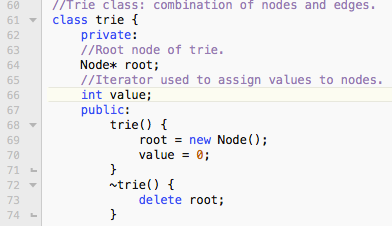 60 //Trie class: combination of nodes and edges.
61 class trie {
62 private:
63 //Root node of trie.
64 Node* root;
65 //Iterator used to assign values to nodes.
66 int value;
67 public:
68 trie() {
69 root = new Node();
70 value = 0;
71 }
72 ~trie() {
73 delete root;
74 }